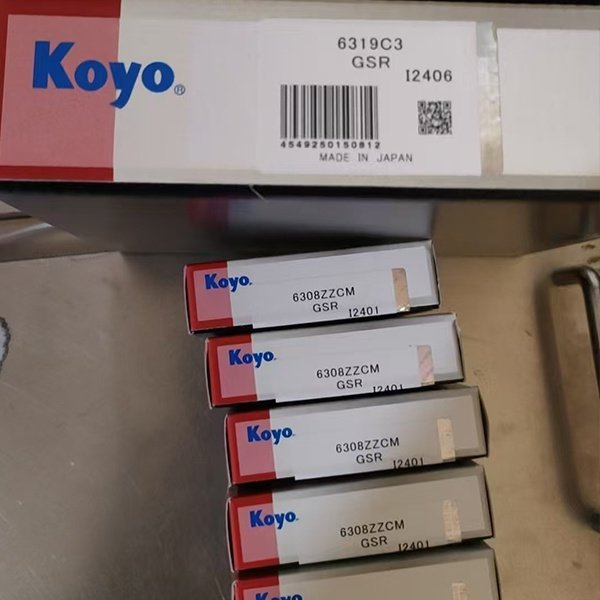 Koyo®
6319C3
GSR
I2406
4549250150812
MADE IN JAPAN
Koyo
6308ZZCM
GSR I2401
Koyo
6308ZZCM
GSR I2401
Koyo
6308ZZCM
GSR I2401
Koyo
6308ZZCM
GSR I2401
Koyo